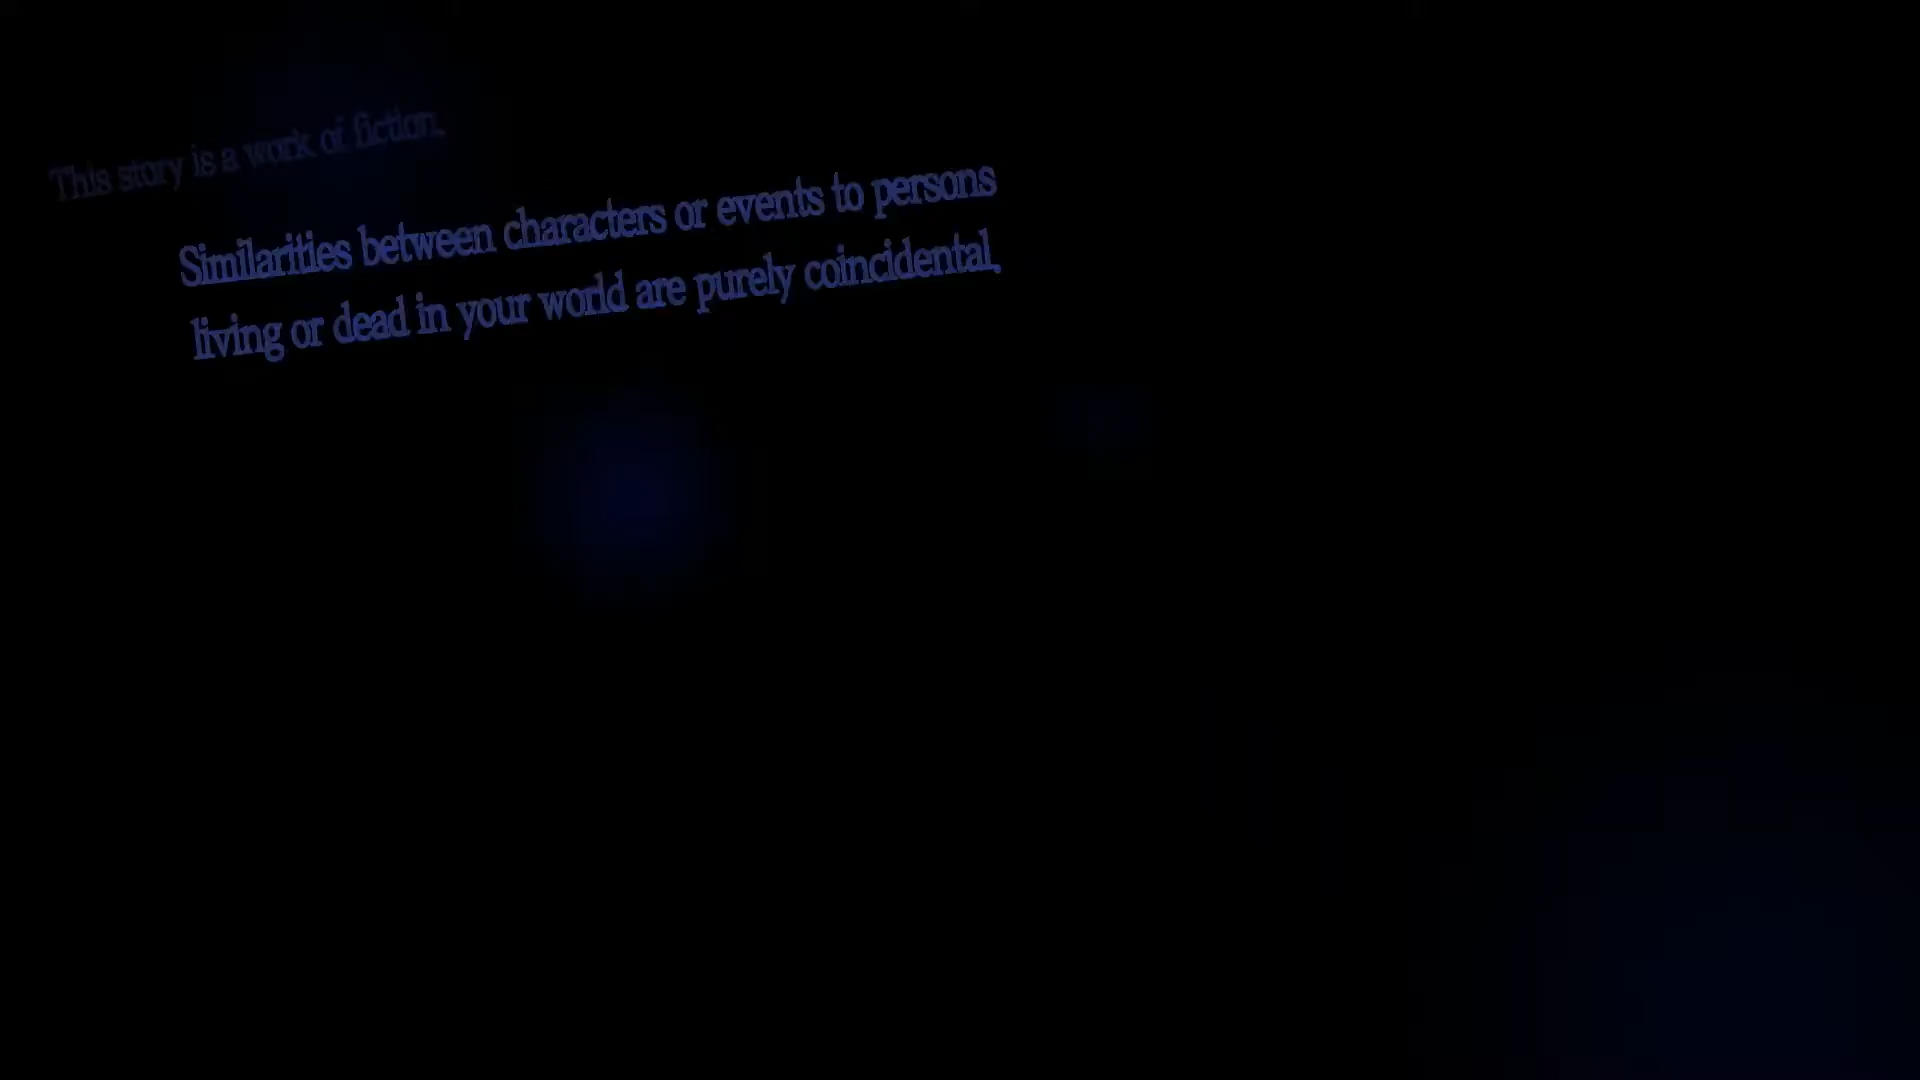 This story is a work of fiction.
Similarities between characters or events to persons
living or dead in your world are purely coincidental.